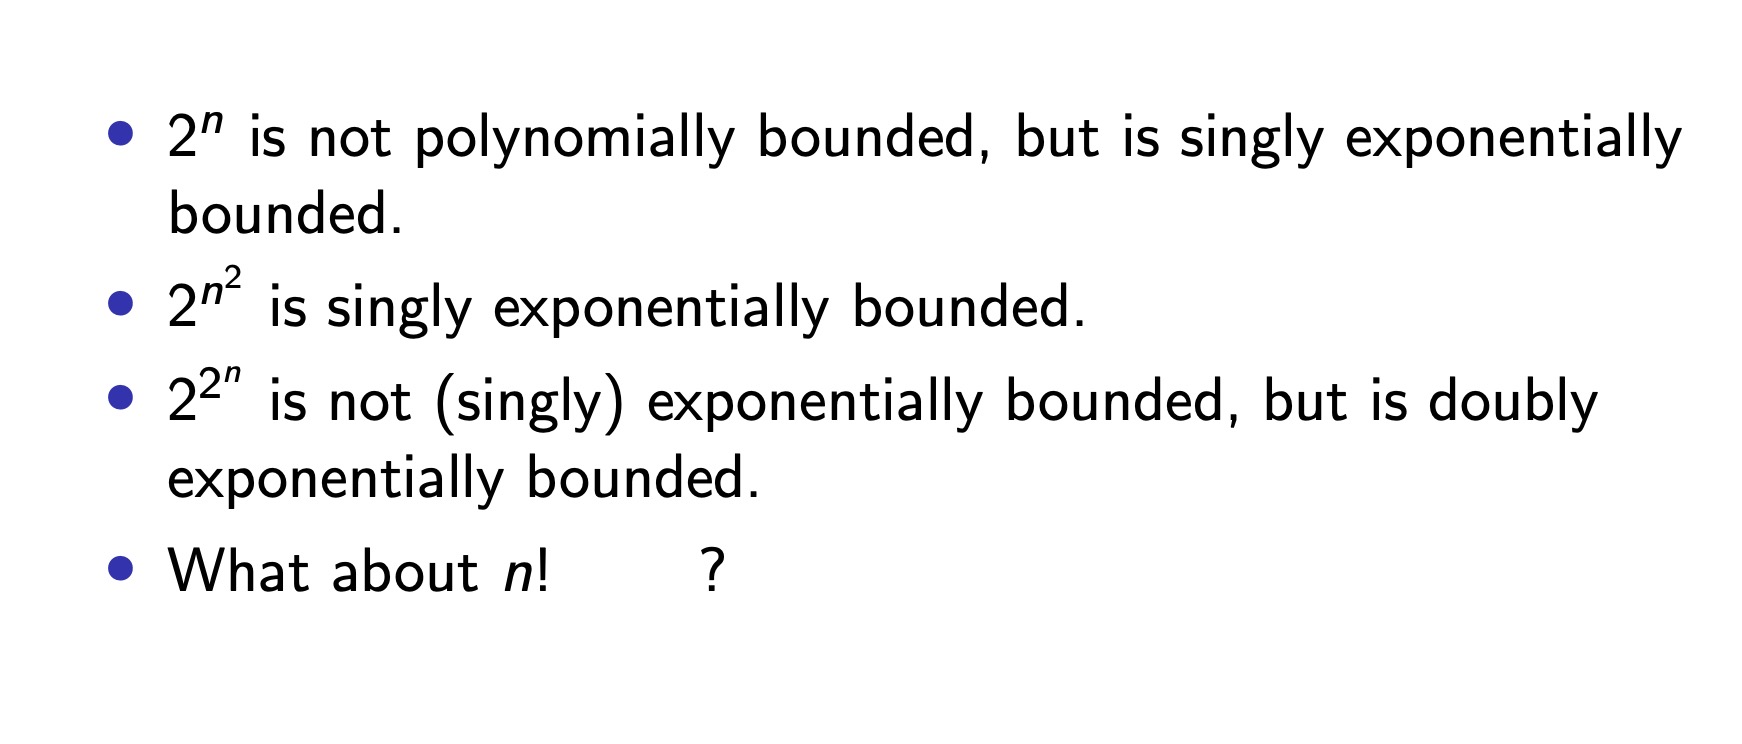 • 2ⁿ is not polynomially bounded, but is singly exponentially
bounded.
• 2^{n^2} is singly exponentially bounded.
• 2^{2^n} is not (singly) exponentially bounded, but is doubly
exponentially bounded.
• What about n! ?